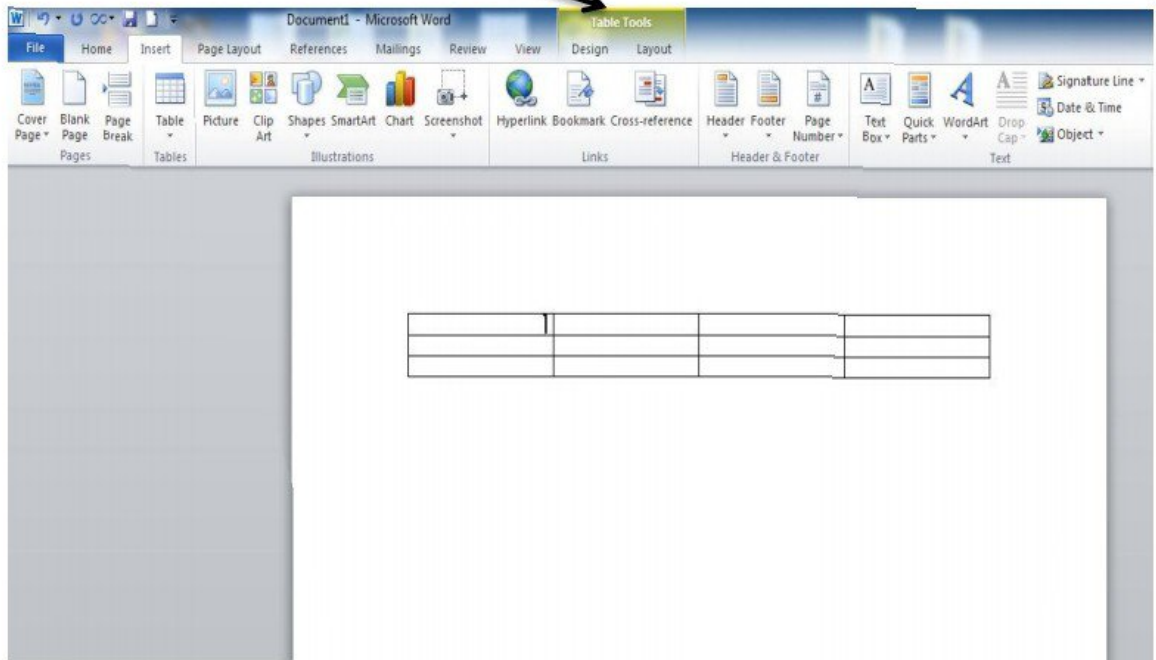 Document1 - Microsoft Word Table Tools
File Home Insert Page Layout References Mailings Review View Design Layout
Cover Page Blank Page Page Break Table Picture Clip Art Shapes SmartArt Chart Screenshot Hyperlink Bookmark Cross-reference Header Footer Page Number Text Box Quick Parts WordArt Drop Cap Signature Line
Date & Time
Object
Pages Tables Illustrations Links Header & Footer Text